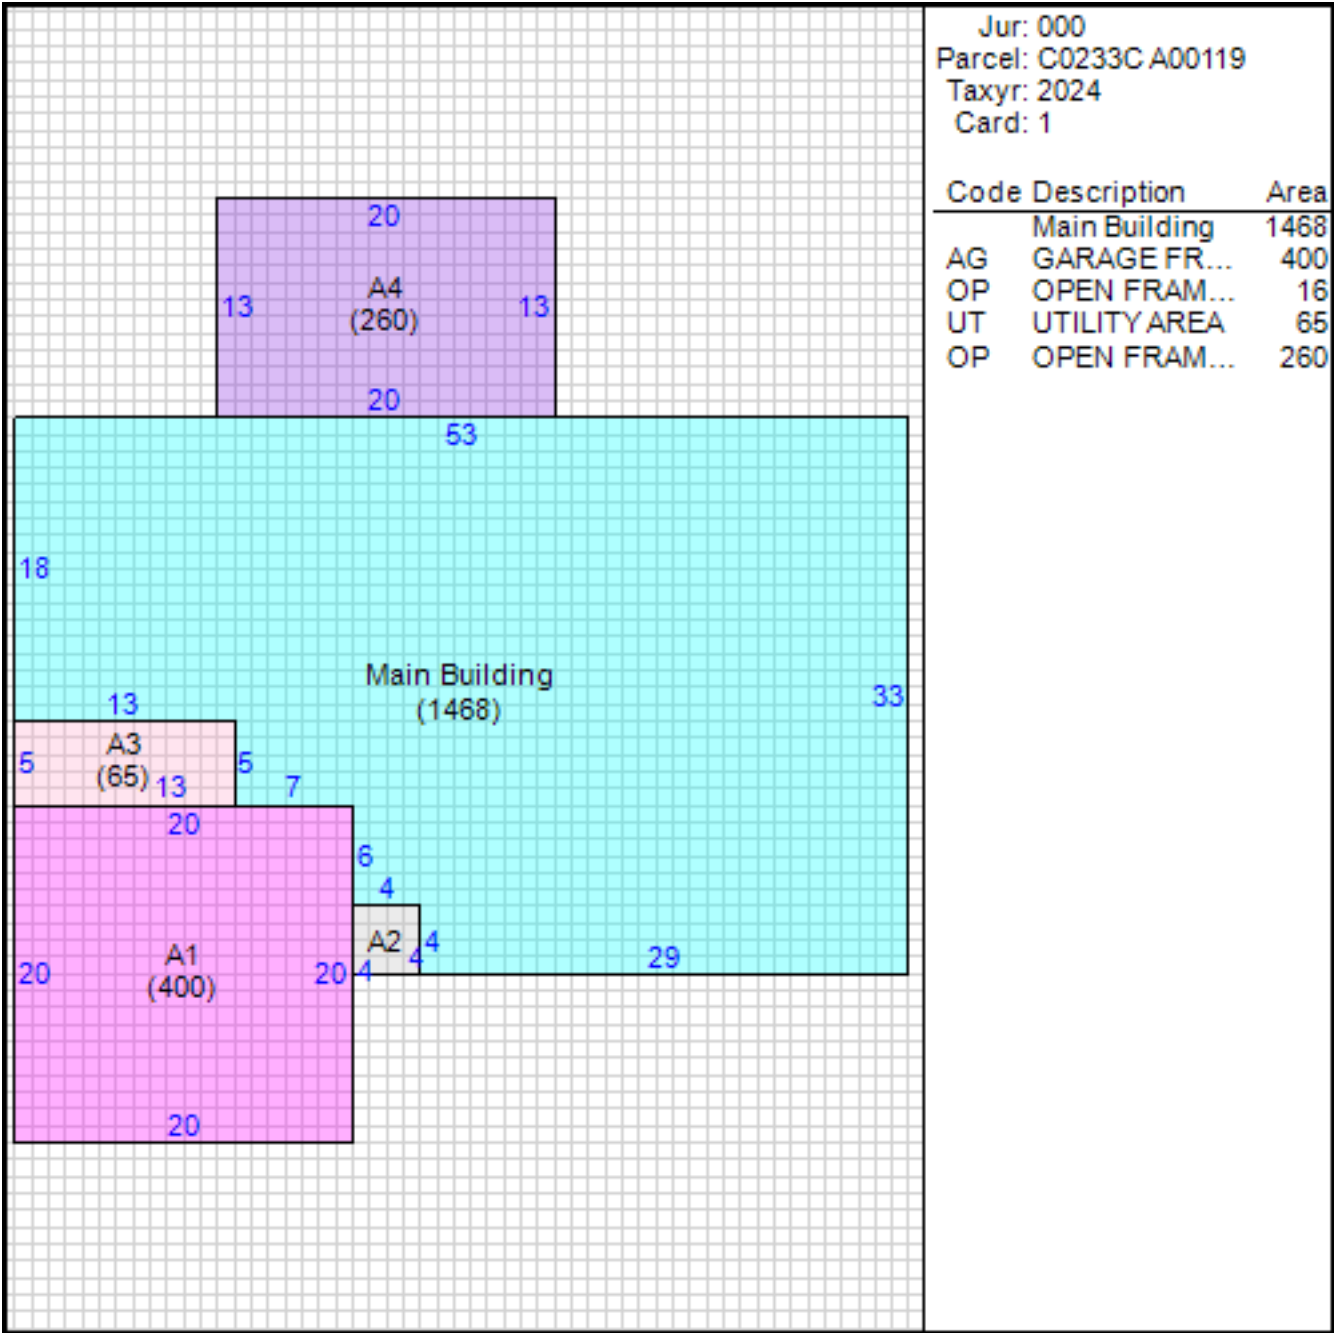 Jur: 000
Parcel: C0233C A00119
Taxyr: 2024
Card: 1
Code Description Area
Main Building 1468
AG GARAGE FR... 400
OP OPEN FRAM... 16
UT UTILITY AREA 65
OP OPEN FRAM... 260
20
A4
13 13
(260)
20
53
18
Main Building
(1468)
33
13
A3
5 5
(65) 13 7
20
6
4
A2 4
4
A1
20 20 4 29
(400)
20